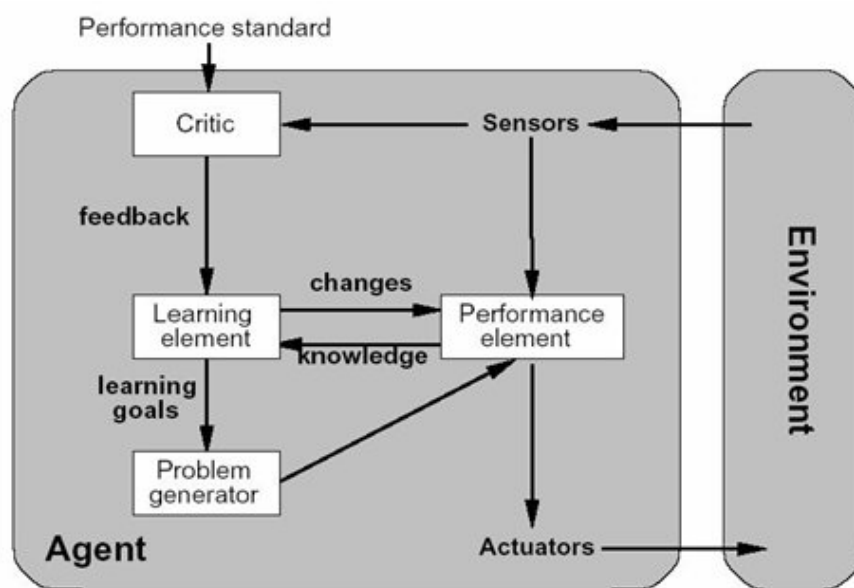 Performance standard
Critic
Sensors
feedback
changes
Learning
element
Performance
element
knowledge
learning
goals
Problem
generator
Agent
Actuators
Environment